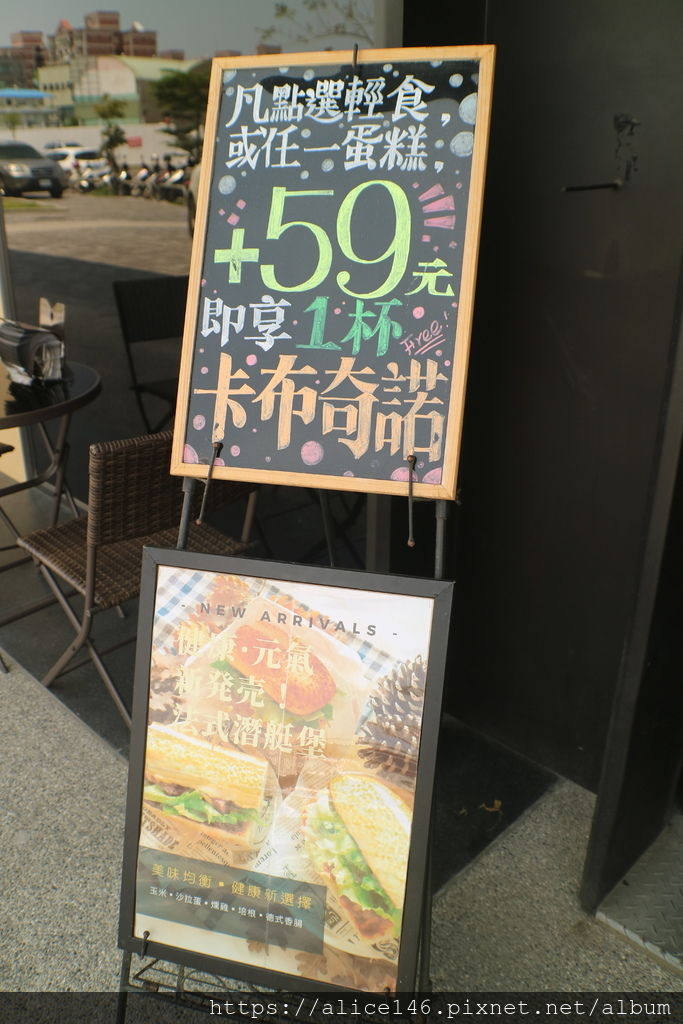 凡點選輕食,
或任一蛋糕,
+59元
即享1杯
Free!
卡布奇諾
- NEW ARRIVALS -
健康·元氣
新発売!
法式潛艇堡
美味均衡▪健康新選擇
玉米•沙拉蛋•燻雞•培根•德式香腸
https://alice146.pixnet.net/album